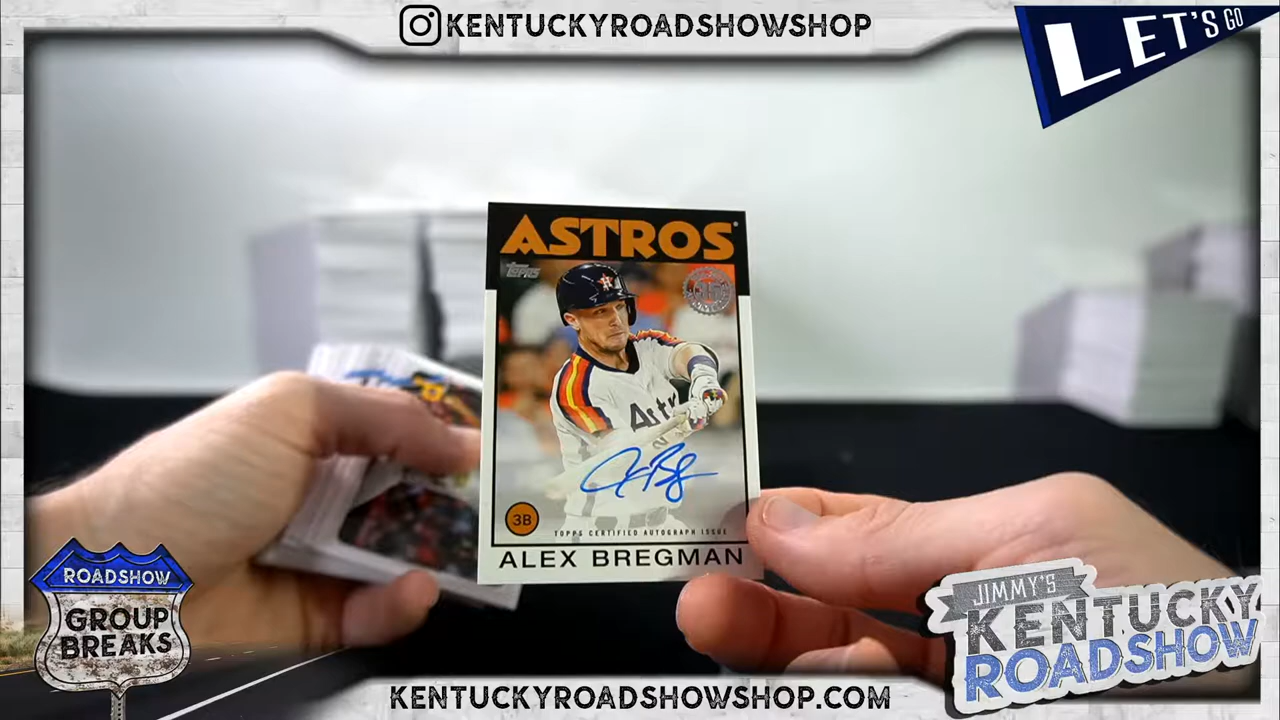 KENTUCKYROADSHOWSHOP
LET'S GO
ASTROS
TOPPS
35
Astr
3B
TOPPS CERTIFIED AUTOGRAPH ISSUE
ALEX BREGMAN
ROADSHOW
GROUP
BREAKS
JIMMY'S
KENTUCKY
ROADSHOW
KENTUCKYROADSHOWSHOP.COM